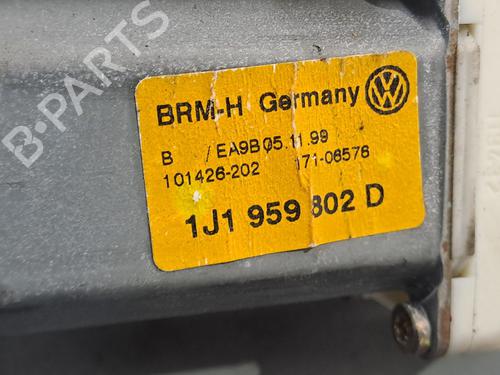 B-PARTS
BRM-H Germany
B / EA9B 05.11.99
101426-202 171-06576
1J1 959 802 D